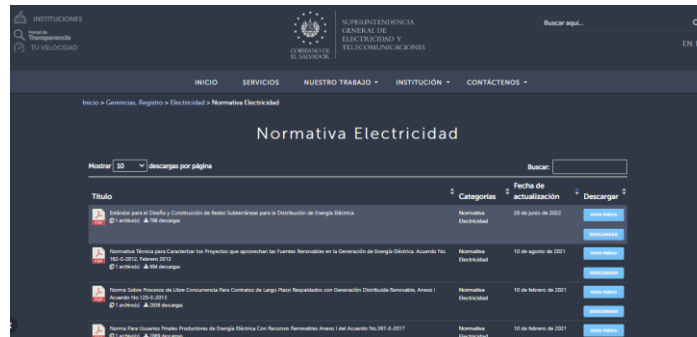 INSTITUCIONES
Portal de
Transparencia
TU VELOCIDAD
GOBIERNO DE
EL SALVADOR
SUPERINTENDENCIA
GENERAL DE
ELECTRICIDAD Y
TELECOMUNICACIONES
Buscar aquí...
EN
INICIO SERVICIOS NUESTRO TRABAJO INSTITUCIÓN CONTÁCTENOS
Inicio » Gerencias, Registro » Electricidad » Normativa Electricidad
Normativa Electricidad
Mostrar 10 descargas por página
Buscar:
Título Categorías Fecha de actualización Descargar
Estándar para el Diseño y Construcción de Redes Subterráneas para la Distribución de Energía Eléctrica
1 archivo(s) 788 descargas
Normativa Electricidad
28 de junio de 2022
VISTA PREVIA
DESCARGAR
Normativa Técnica para Caracterizar los Proyectos que aprovechan las Fuentes Renovables en la Generación de Energía Eléctrica. Acuerdo No.
162-E-2012, Febrero 2012
1 archivo(s) 494 descargas
Normativa Electricidad
10 de agosto de 2021
VISTA PREVIA
DESCARGAR
Norma Sobre Procesos de Libre Concurrencia Para Contratos de Largo Plazo Respaldados con Generación Distribuida Renovable, Anexo I
Acuerdo No.120-E-2013
1 archivo(s) 2636 descargas
Normativa Electricidad
10 de febrero de 2021
VISTA PREVIA
DESCARGAR
Norma Para Usuarios Finales Productores de Energía Eléctrica Con Recursos Renovables Anexo I del Acuerdo No.367-E-2017
1 archivo(s) descargas
Normativa Electricidad
10 de febrero de 2021
VISTA PREVIA